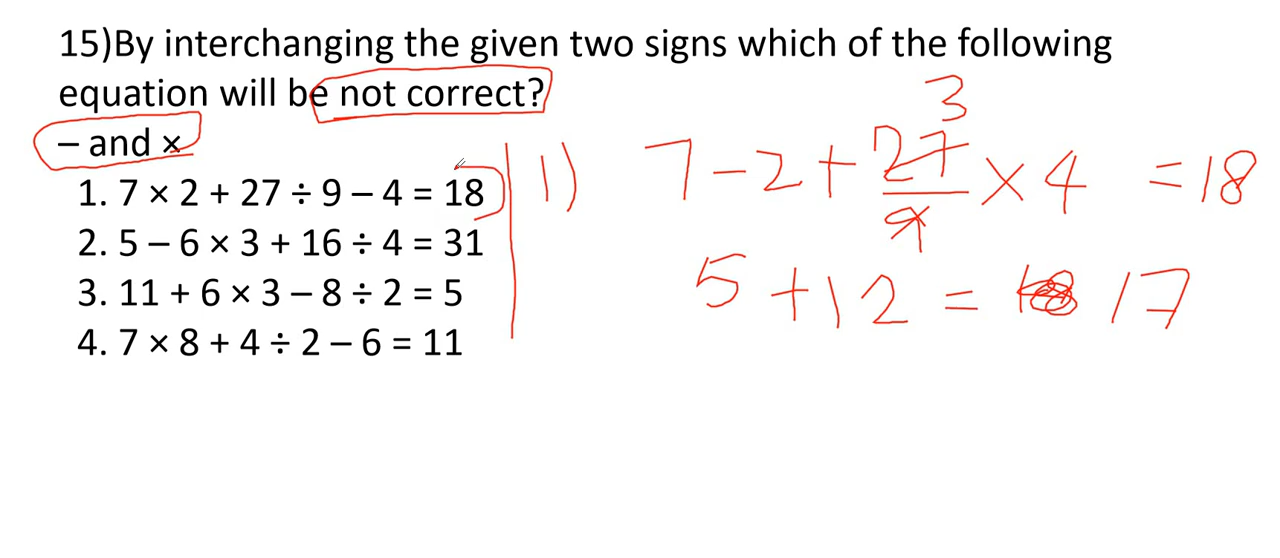 15)By interchanging the given two signs which of the following
equation will be not correct?
– and ×
1. 7 × 2 + 27 ÷ 9 – 4 = 18
2. 5 – 6 × 3 + 16 ÷ 4 = 31
3. 11 + 6 × 3 – 8 ÷ 2 = 5
4. 7 × 8 + 4 ÷ 2 – 6 = 11
3
1) 7 - 2 + 27/9 × 4 = 18
5 + 12 = 17